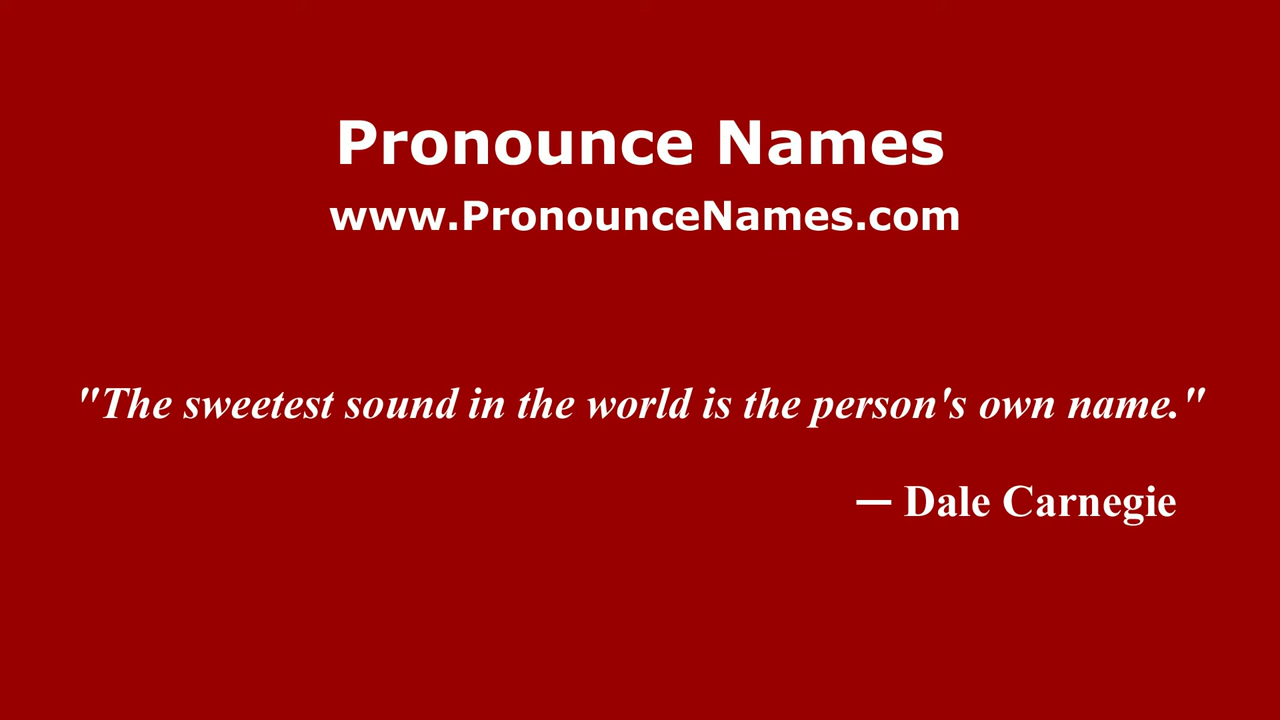 Pronounce Names
www.PronounceNames.com
"The sweetest sound in the world is the person's own name."
— Dale Carnegie